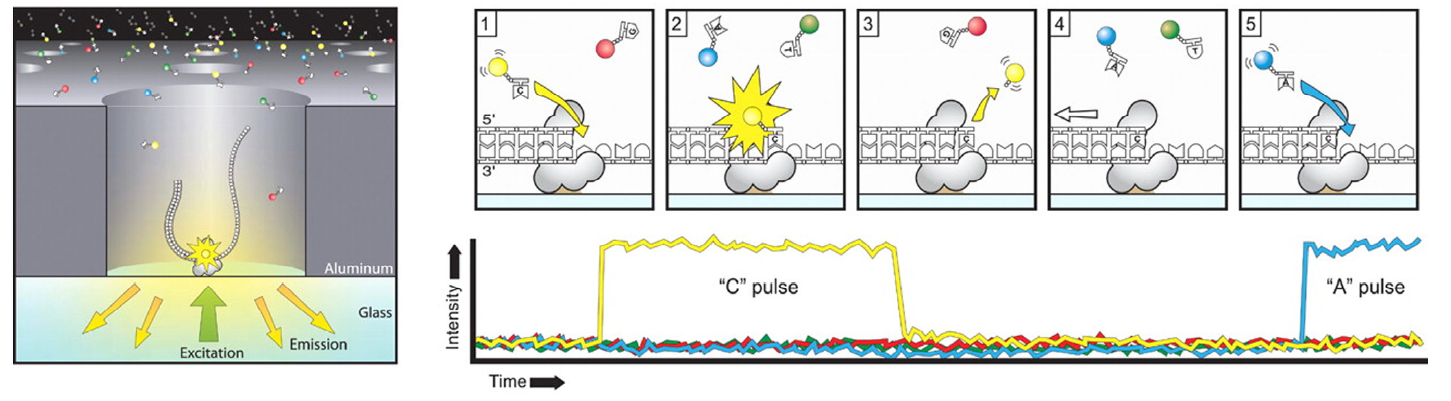 Aluminum
Glass
Excitation
Emission
1
C
5'
3'
G
2
A
T
C
3
G
C
4
A
T
C
5
A
C
Intensity
"C" pulse
"A" pulse
Time